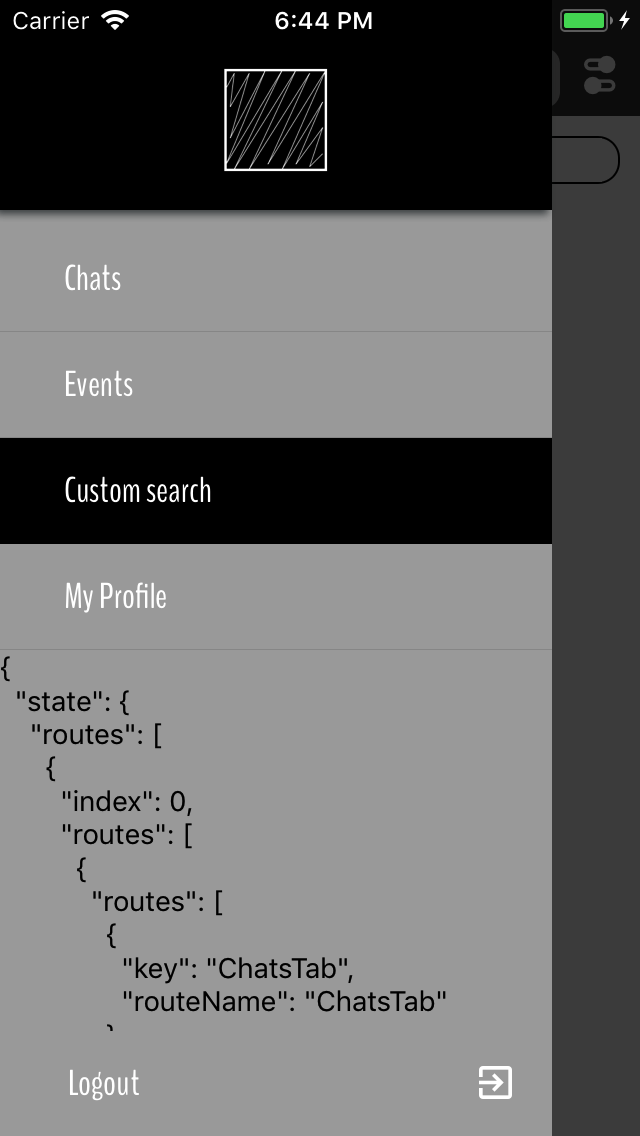 Carrier 6:44 PM
Chats
Events
Custom search
My Profile
{
"state": {
"routes": [
{
"index": 0,
"routes": [
{
"routes": [
{
"key": "ChatsTab",
"routeName": "ChatsTab"
}
Logout